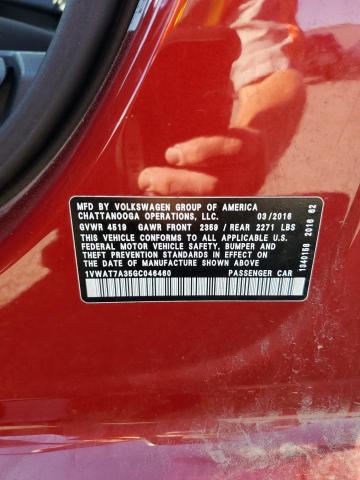 MFD BY VOLKSWAGEN GROUP OF AMERICA
CHATTANOOGA OPERATIONS, LLC. 03/2016
GVWR 4519 GAWR FRONT 2359 / REAR 2271 LBS
THIS VEHICLE CONFORMS TO ALL APPLICABLE
FEDERAL MOTOR VEHICLE SAFETY, BUMPER AND
THEFT PREVENTION STANDARDS IN EFFECT ON
THE DATE OF MANUFACTURE SHOWN ABOVE.
1VWAT7A35GC046460 PASSENGER CAR
1340158 2016 62